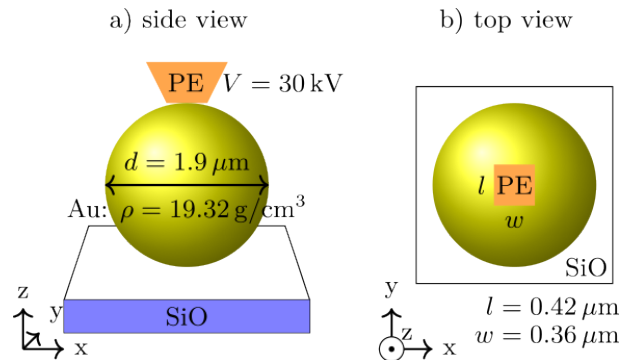 a) side view
PE
V = 30 kV
d = 1.9 μm
Au: ρ = 19.32 g/cm³
SiO
z
y
x
b) top view
l PE
w
SiO
y
z
x
l = 0.42 μm
w = 0.36 μm